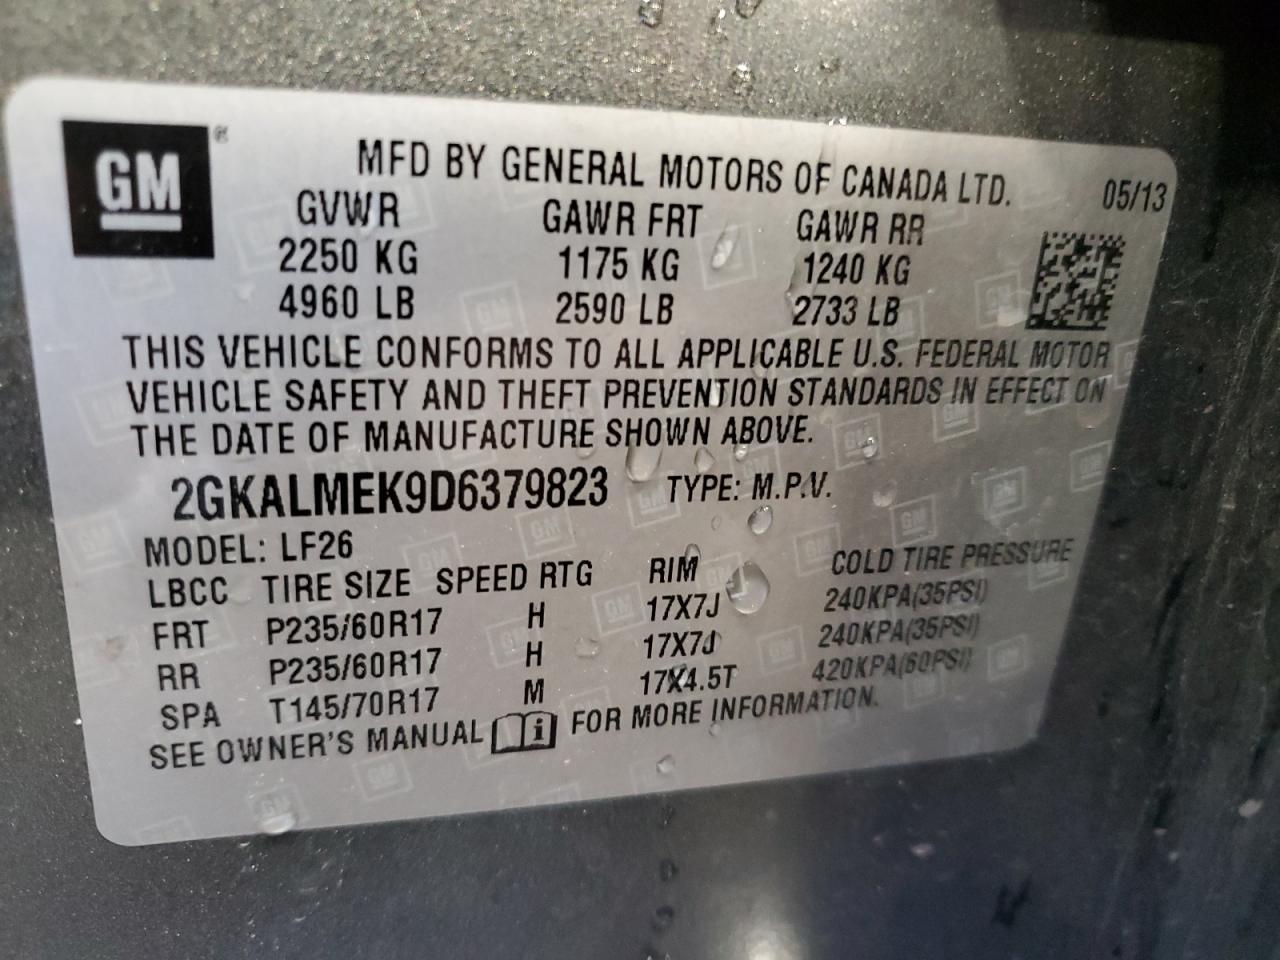 GM®
MFD BY GENERAL MOTORS OF CANADA LTD. 05/13
GVWR GAWR FRT GAWR RR
2250 KG 1175 KG 1240 KG
4960 LB 2590 LB 2733 LB
THIS VEHICLE CONFORMS TO ALL APPLICABLE U.S. FEDERAL MOTOR
VEHICLE SAFETY AND THEFT PREVENTION STANDARDS IN EFFECT ON
THE DATE OF MANUFACTURE SHOWN ABOVE.
2GKALMEK9D6379823 TYPE: M.P.V.
MODEL: LF26
LBCC TIRE SIZE SPEED RTG RIM COLD TIRE PRESSURE
FRT P235/60R17 H 17X7J 240KPA(35PSI)
RR P235/60R17 H 17X7J 240KPA(35PSI)
SPA T145/70R17 M 17X4.5T 420KPA(60PSI)
SEE OWNER'S MANUAL i FOR MORE INFORMATION.